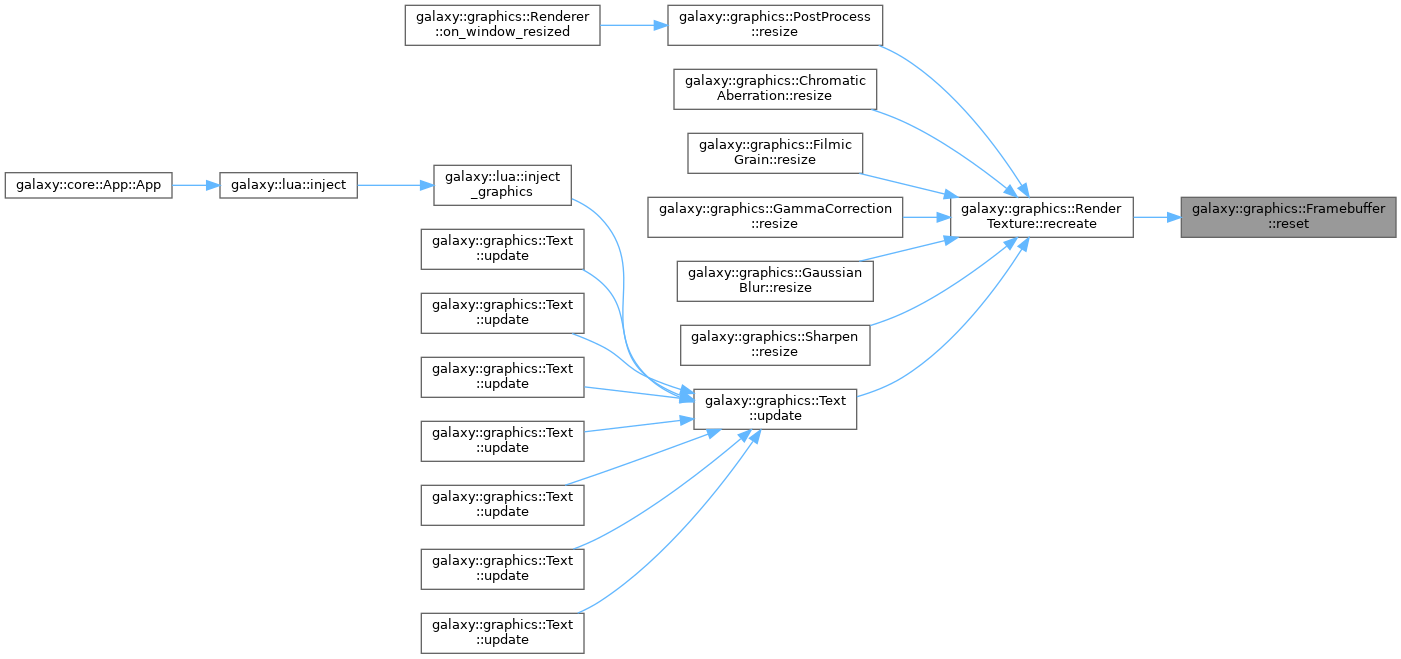 galaxy::graphics::Renderer
::on_window_resized
galaxy::graphics::PostProcess
::resize
galaxy::graphics::Chromatic
Aberration::resize
galaxy::graphics::Filmic
Grain::resize
galaxy::core::App::App
galaxy::lua::inject
galaxy::lua::inject
_graphics
galaxy::graphics::GammaCorrection
::resize
galaxy::graphics::Render
Texture::recreate
galaxy::graphics::Framebuffer
::reset
galaxy::graphics::Text
::update
galaxy::graphics::Gaussian
Blur::resize
galaxy::graphics::Text
::update
galaxy::graphics::Sharpen
::resize
galaxy::graphics::Text
::update
galaxy::graphics::Text
::update
galaxy::graphics::Text
::update
galaxy::graphics::Text
::update
galaxy::graphics::Text
::update
galaxy::graphics::Text
::update